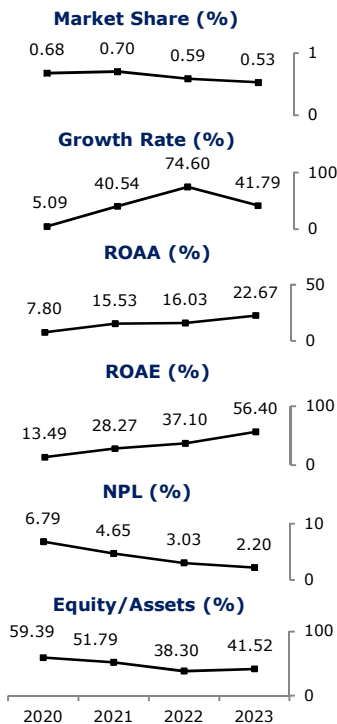 Market Share (%)
0.68 0.70 0.59 0.53
1
0
Growth Rate (%)
5.09 40.54 74.60 41.79
100
0
ROAA (%)
7.80 15.53 16.03 22.67
50
0
ROAE (%)
13.49 28.27 37.10 56.40
100
0
NPL (%)
6.79 4.65 3.03 2.20
10
0
Equity/Assets (%)
59.39 51.79 38.30 41.52
100
0
2020 2021 2022 2023